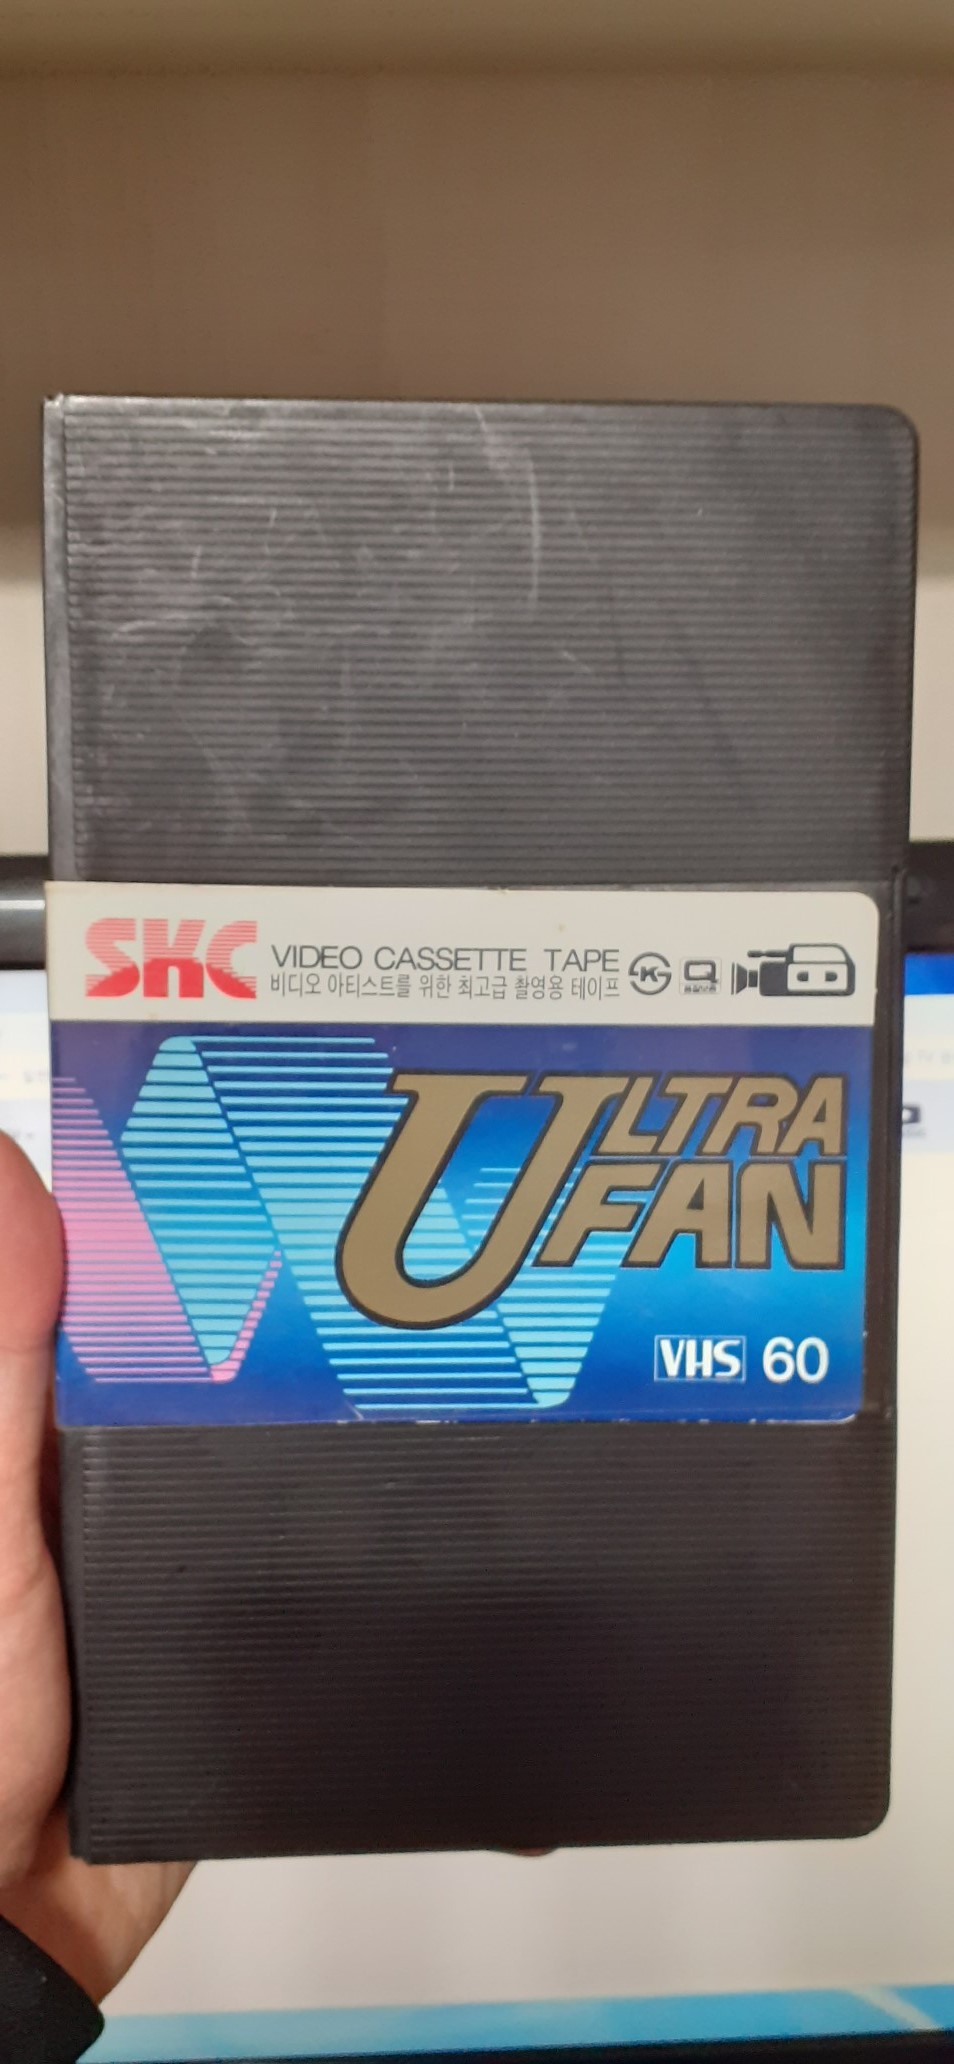 SKC
VIDEO CASSETTE TAPE
비디오 아티스트를 위한 최고급 촬영용 테이프
K
Q
ULTRA
FAN
VHS 60